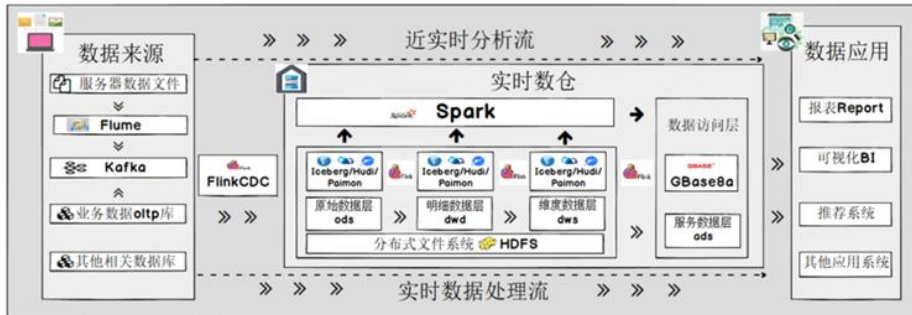 近实时分析流
数据来源
服务器数据文件
Flume
Kafka
业务数据oltp库
其他相关数据库
FlinkCDC
实时数仓
Spark
Spark
Iceberg/Hudi/
Paimon
Flink
Iceberg/Hudi/
Paimon
Flink
Iceberg/Hudi/
Paimon
Flink
原始数据层
ods
明细数据层
dwd
维度数据层
dws
分布式文件系统 HDFS
数据访问层
GBASE
GBase8a
服务数据层
ads
实时数据处理流
数据应用
报表Report
可视化BI
推荐系统
其他应用系统